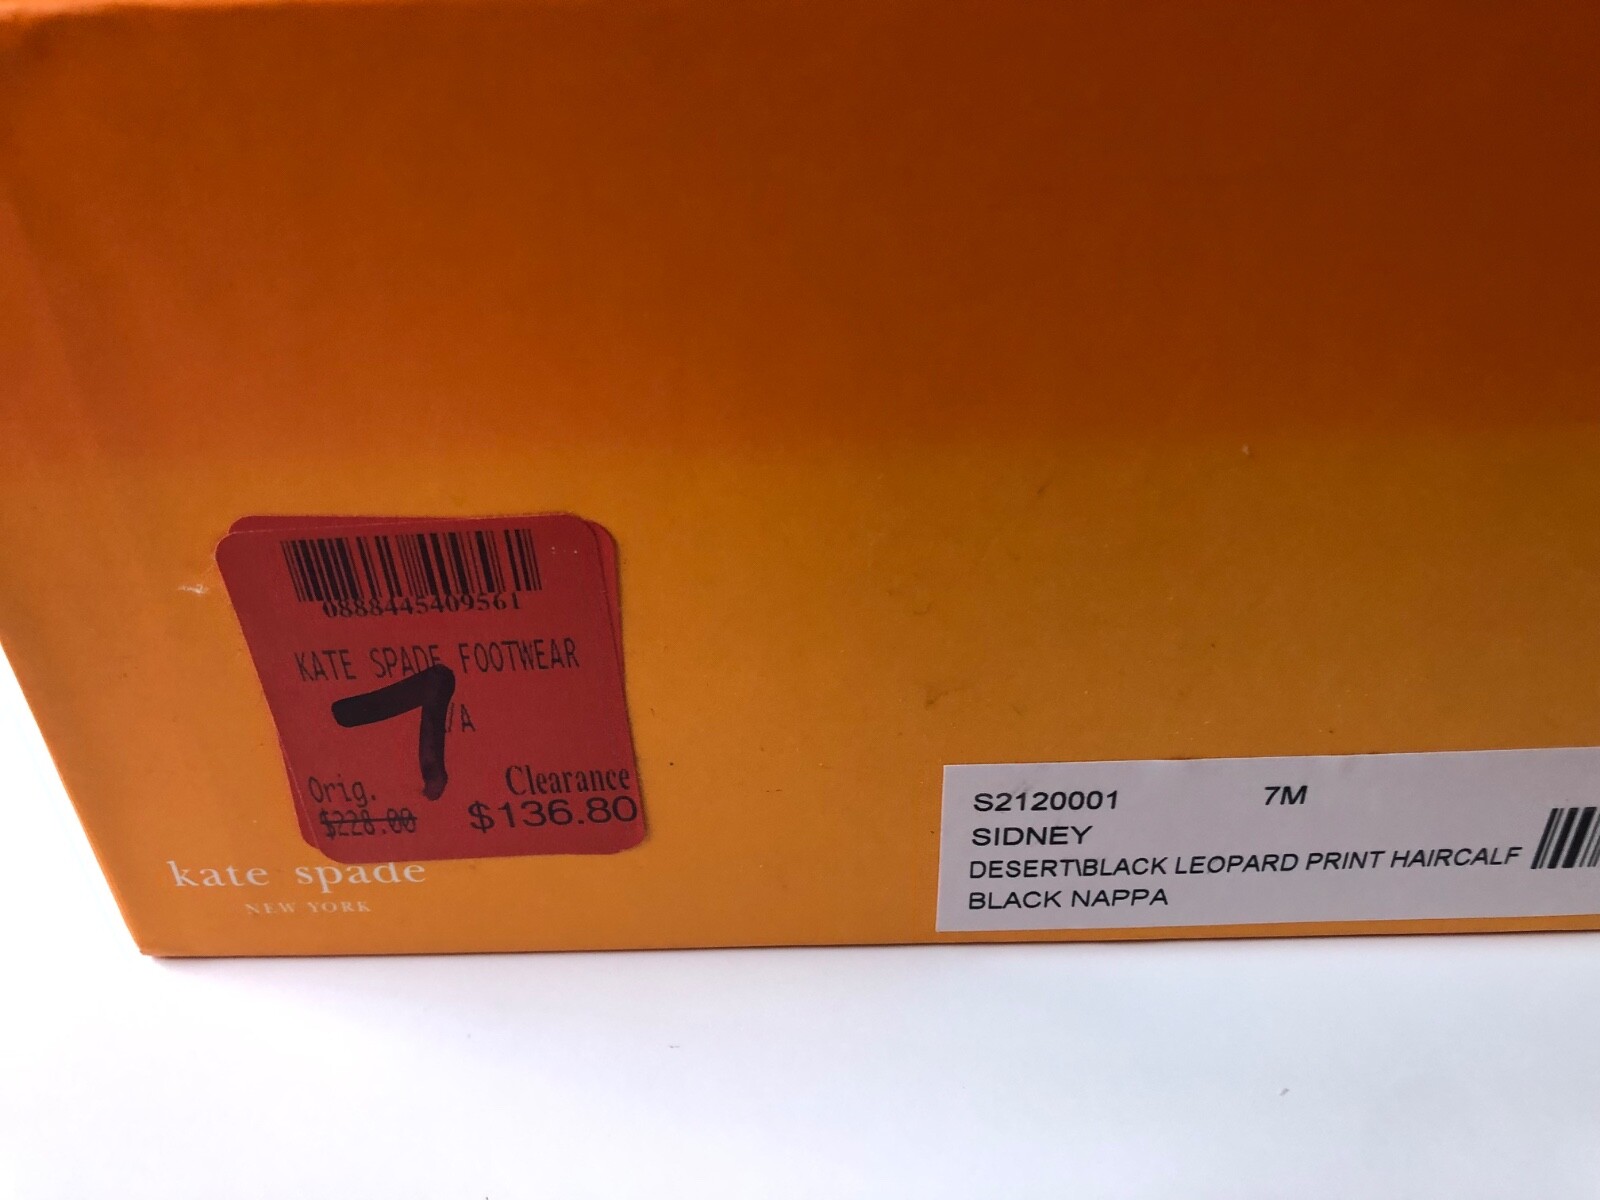 0888445409561
KATE SPADE FOOTWEAR
7
/A
Orig. Clearance
$228.00 $136.80
kate spade
NEW YORK
S2120001 7M
SIDNEY
DESERT\BLACK LEOPARD PRINT HAIRCALF
BLACK NAPPA